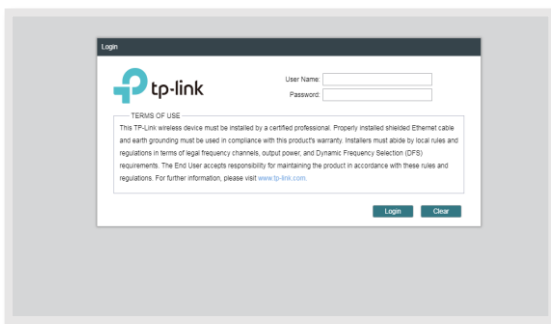 Login
tp-link
User Name:
Password:
TERMS OF USE
This TP-Link wireless device must be installed by a certified professional. Properly installed shielded Ethernet cable
and earth grounding must be used in compliance with this product's warranty. Installers must abide by local rules and
regulations in terms of legal frequency channels, output power, and Dynamic Frequency Selection (DFS)
requirements. The End User accepts responsibility for maintaining the product in accordance with these rules and
regulations. For further information, please visit www.tp-link.com.
Login Clear